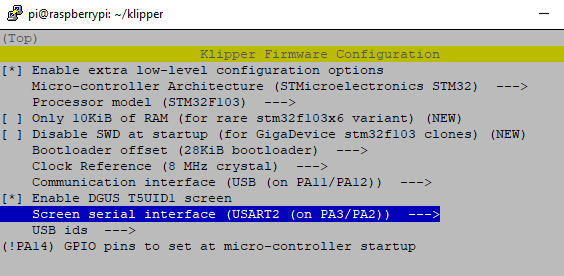 pi@raspberrypi: ~/klipper
(Top)
Klipper Firmware Configuration
[*] Enable extra low-level configuration options
Micro-controller Architecture (STMicroelectronics STM32)  --->
Processor model (STM32F103)  --->
[ ] Only 10KiB of RAM (for rare stm32f103x6 variant) (NEW)
[ ] Disable SWD at startup (for GigaDevice stm32f103 clones) (NEW)
Bootloader offset (28KiB bootloader)  --->
Clock Reference (8 MHz crystal)  --->
Communication interface (USB (on PA11/PA12))  --->
[*] Enable DGUS T5UID1 screen
Screen serial interface (USART2 (on PA3/PA2))  --->
USB ids  --->
(!PA14) GPIO pins to set at micro-controller startup